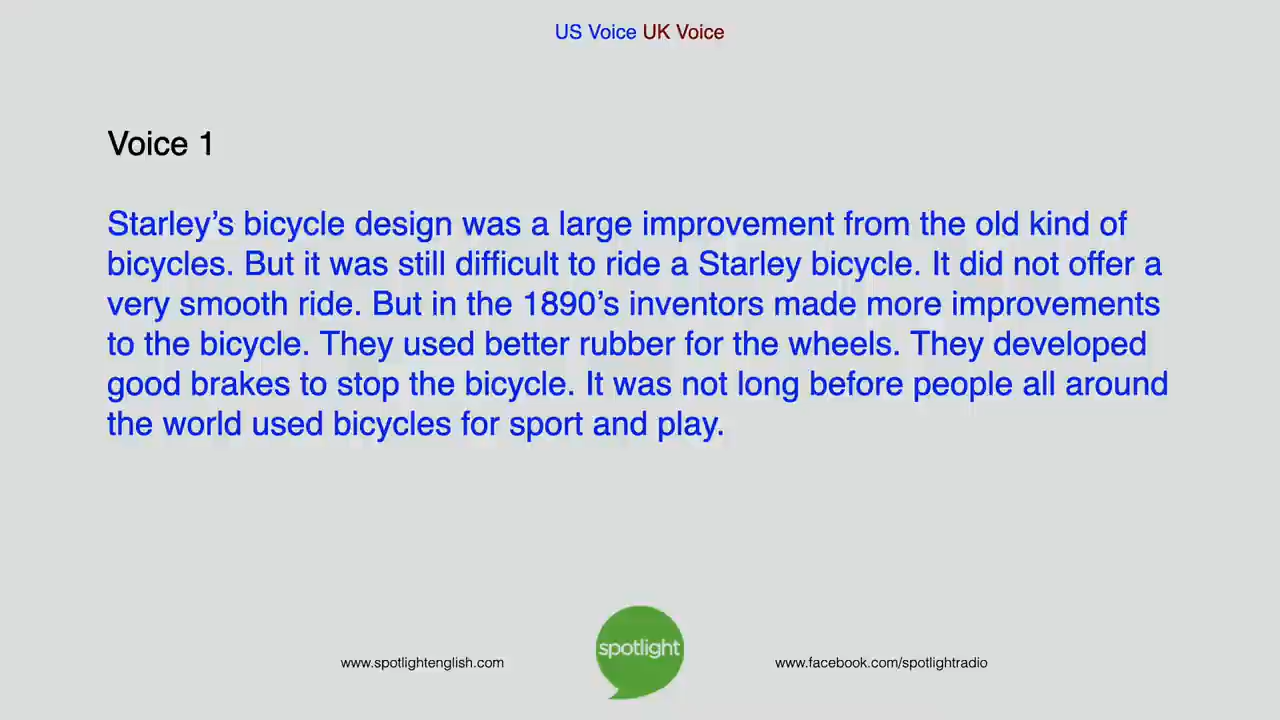 US Voice UK Voice
Voice 1
Starley’s bicycle design was a large improvement from the old kind of
bicycles. But it was still difficult to ride a Starley bicycle. It did not offer a
very smooth ride. But in the 1890’s inventors made more improvements
to the bicycle. They used better rubber for the wheels. They developed
good brakes to stop the bicycle. It was not long before people all around
the world used bicycles for sport and play.
www.spotlightenglish.com
spotlight
www.facebook.com/spotlightradio